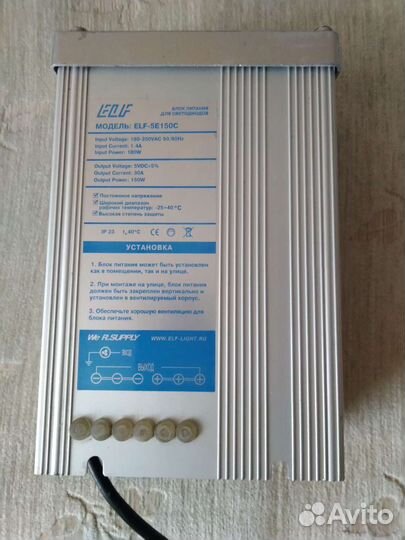 ELF
БЛОК ПИТАНИЯ
ДЛЯ СВЕТОДИОДОВ
МОДЕЛЬ: ELF-5E150C
Input Voltage: 180-250VAC 50/60Hz
Input Current: 1.4A
Input Power: 180W
Output Voltage: 5VDC±5%
Output Current: 30A
Output Power: 150W
Постоянное напряжение
Широкий диапазон
рабочих температур: -25~40°C
Высокая степень защиты
IP 23
40°C
CE
УСТАНОВКА
1. Блок питания может быть установлен
как в помещении, так и на улице.
2. При монтаже на улице, блок питания
должен быть закреплен вертикально и
установлен в вентилируемый корпус.
3. Обеспечьте хорошую вентиляцию для
блока питания.
We R.SUPPLY
WWW.ELF-LIGHT.RU
ВХОД
ВЫХОД
Avito